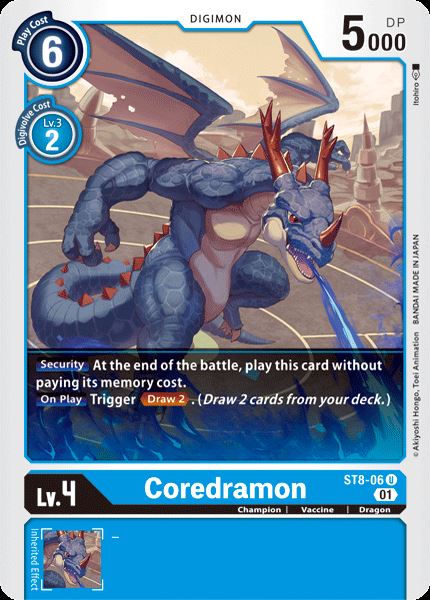 Play Cost
6
DIGIMON
DP
5000
Digivolve Cost
Lv.3
2
Itohiro
©Akiyoshi Hongo, Toei Animation BANDAI MADE IN JAPAN
Security At the end of the battle, play this card without
paying its memory cost.
On Play Trigger Draw 2 . (Draw 2 cards from your deck.)
Lv.4
Coredramon
ST8-06 U
01
Champion | Vaccine | Dragon
Inherited Effect
–